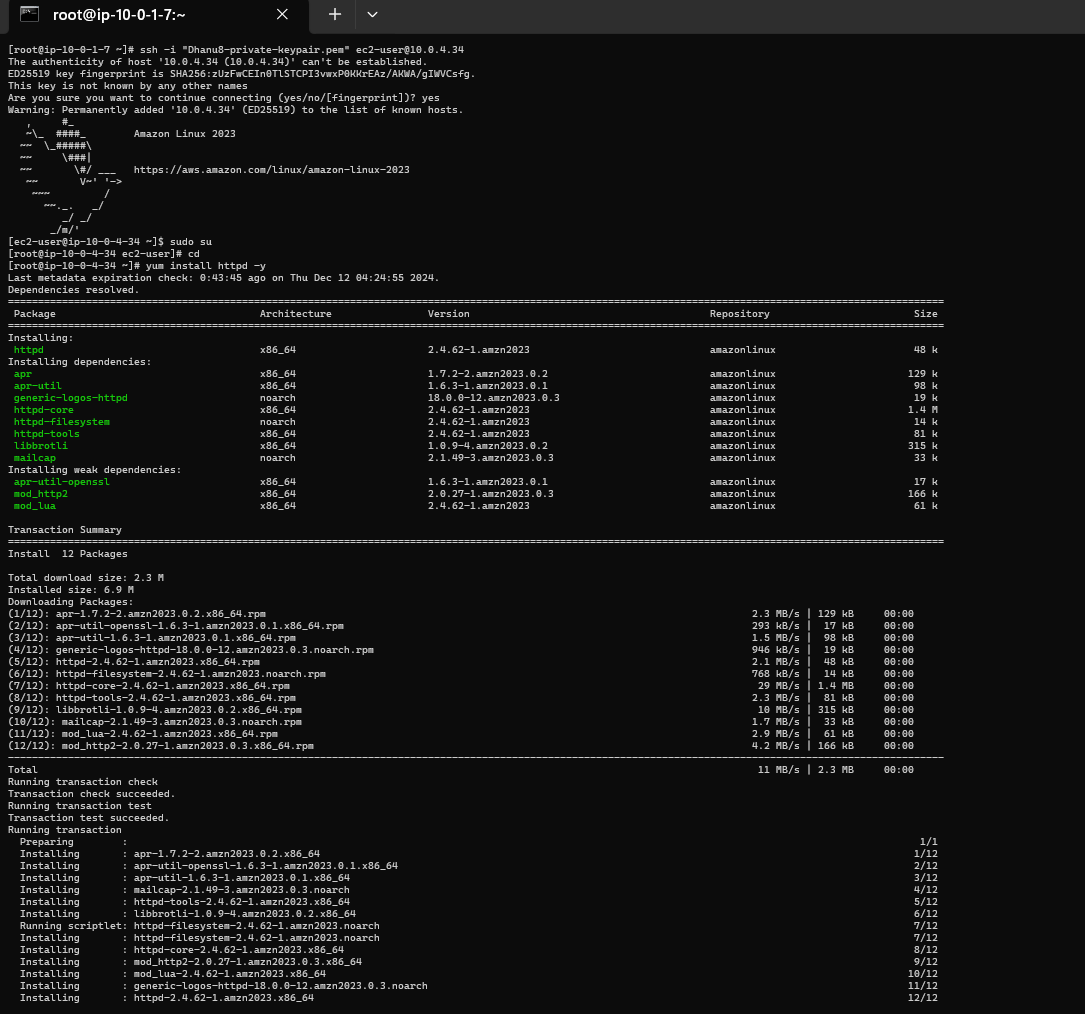 root@ip-10-0-1-7:~
[root@ip-10-0-1-7 ~]# ssh -i "Dhanu8-private-keypair.pem" ec2-user@10.0.4.34
The authenticity of host '10.0.4.34 (10.0.4.34)' can't be established.
ED25519 key fingerprint is SHA256:zUzFwCEIn0TlSTCPI3vwxP0KKrEAz/AKWA/gIWVCsfg.
This key is not known by any other names
Are you sure you want to continue connecting (yes/no/[fingerprint])? yes
Warning: Permanently added '10.0.4.34' (ED25519) to the list of known hosts.
   ,     #_
   ~\_  ####_        Amazon Linux 2023
  ~~  \_#####\
  ~~     \###|
  ~~       \#/ ___   https://aws.amazon.com/linux/amazon-linux-2023
   ~~       V~' '->
    ~~~         /
      ~~._.   _/
         _/ _/
       _/m/'
[ec2-user@ip-10-0-4-34 ~]$ sudo su
[root@ip-10-0-4-34 ec2-user]# cd
[root@ip-10-0-4-34 ~]# yum install httpd -y
Last metadata expiration check: 0:43:45 ago on Thu Dec 12 04:24:55 2024.
Dependencies resolved.
Package Architecture Version Repository Size
Installing:
httpd x86_64 2.4.62-1.amzn2023 amazonlinux 48 k
Installing dependencies:
apr x86_64 1.7.2-2.amzn2023.0.2 amazonlinux 129 k
apr-util x86_64 1.6.3-1.amzn2023.0.1 amazonlinux 98 k
generic-logos-httpd noarch 18.0.0-12.amzn2023.0.3 amazonlinux 19 k
httpd-core x86_64 2.4.62-1.amzn2023 amazonlinux 1.4 M
httpd-filesystem noarch 2.4.62-1.amzn2023 amazonlinux 14 k
httpd-tools x86_64 2.4.62-1.amzn2023 amazonlinux 81 k
libbrotli x86_64 1.0.9-4.amzn2023.0.2 amazonlinux 315 k
mailcap noarch 2.1.49-3.amzn2023.0.3 amazonlinux 33 k
Installing weak dependencies:
apr-util-openssl x86_64 1.6.3-1.amzn2023.0.1 amazonlinux 17 k
mod_http2 x86_64 2.0.27-1.amzn2023.0.3 amazonlinux 166 k
mod_lua x86_64 2.4.62-1.amzn2023 amazonlinux 61 k
Transaction Summary
Install  12 Packages
Total download size: 2.3 M
Installed size: 6.9 M
Downloading Packages:
(1/12): apr-1.7.2-2.amzn2023.0.2.x86_64.rpm 2.3 MB/s | 129 kB 00:00
(2/12): apr-util-openssl-1.6.3-1.amzn2023.0.1.x86_64.rpm 293 kB/s | 17 kB 00:00
(3/12): apr-util-1.6.3-1.amzn2023.0.1.x86_64.rpm 1.5 MB/s | 98 kB 00:00
(4/12): generic-logos-httpd-18.0.0-12.amzn2023.0.3.noarch.rpm 946 kB/s | 19 kB 00:00
(5/12): httpd-2.4.62-1.amzn2023.x86_64.rpm 2.1 MB/s | 48 kB 00:00
(6/12): httpd-filesystem-2.4.62-1.amzn2023.noarch.rpm 768 kB/s | 14 kB 00:00
(7/12): httpd-core-2.4.62-1.amzn2023.x86_64.rpm 29 MB/s | 1.4 MB 00:00
(8/12): httpd-tools-2.4.62-1.amzn2023.x86_64.rpm 2.3 MB/s | 81 kB 00:00
(9/12): libbrotli-1.0.9-4.amzn2023.0.2.x86_64.rpm 10 MB/s | 315 kB 00:00
(10/12): mailcap-2.1.49-3.amzn2023.0.3.noarch.rpm 1.7 MB/s | 33 kB 00:00
(11/12): mod_lua-2.4.62-1.amzn2023.x86_64.rpm 2.9 MB/s | 61 kB 00:00
(12/12): mod_http2-2.0.27-1.amzn2023.0.3.x86_64.rpm 4.2 MB/s | 166 kB 00:00
Total 11 MB/s | 2.3 MB 00:00
Running transaction check
Transaction check succeeded.
Running transaction test
Transaction test succeeded.
Running transaction
Preparing : 1/1
Installing : apr-1.7.2-2.amzn2023.0.2.x86_64 1/12
Installing : apr-util-openssl-1.6.3-1.amzn2023.0.1.x86_64 2/12
Installing : apr-util-1.6.3-1.amzn2023.0.1.x86_64 3/12
Installing : mailcap-2.1.49-3.amzn2023.0.3.noarch 4/12
Installing : httpd-tools-2.4.62-1.amzn2023.x86_64 5/12
Installing : libbrotli-1.0.9-4.amzn2023.0.2.x86_64 6/12
Running scriptlet: httpd-filesystem-2.4.62-1.amzn2023.noarch 7/12
Installing : httpd-filesystem-2.4.62-1.amzn2023.noarch 7/12
Installing : httpd-core-2.4.62-1.amzn2023.x86_64 8/12
Installing : mod_http2-2.0.27-1.amzn2023.0.3.x86_64 9/12
Installing : mod_lua-2.4.62-1.amzn2023.x86_64 10/12
Installing : generic-logos-httpd-18.0.0-12.amzn2023.0.3.noarch 11/12
Installing : httpd-2.4.62-1.amzn2023.x86_64 12/12